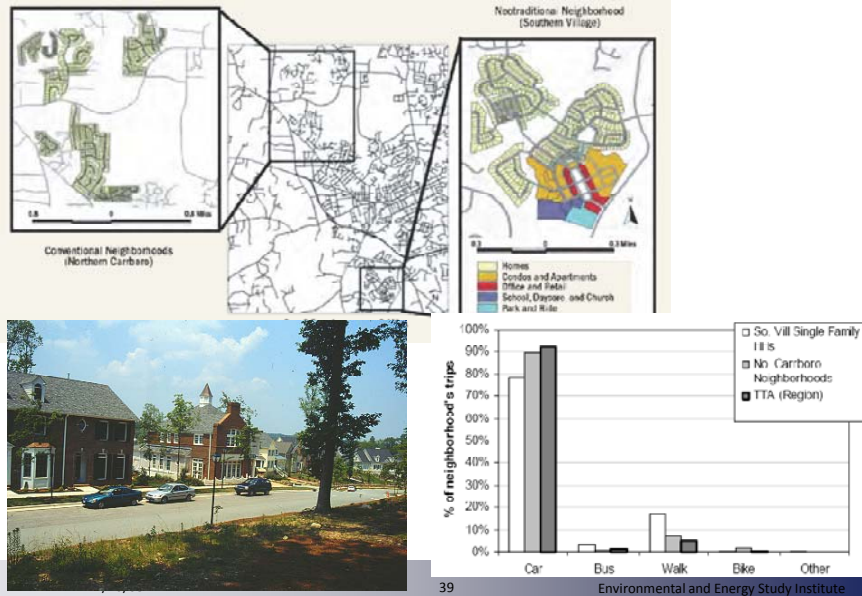 Neotraditional Neighborhood
(Southern Village)
0.8 0 0.8 Miles
Conventional Neighborhoods
(Northern Carrboro)
0.3 0 0.3 Miles
N
Homes
Condos and Apartments
Office and Retail
School, Daycare and Church
Park and Ride
100%
90%
80%
70%
60%
50%
40%
30%
20%
10%
0%
% of neighborhood's trips
Car Bus Walk Bike Other
So. Vill Single Family
No. Carrboro
Neighborhoods
TTA (Region)
39
Environmental and Energy Study Institute